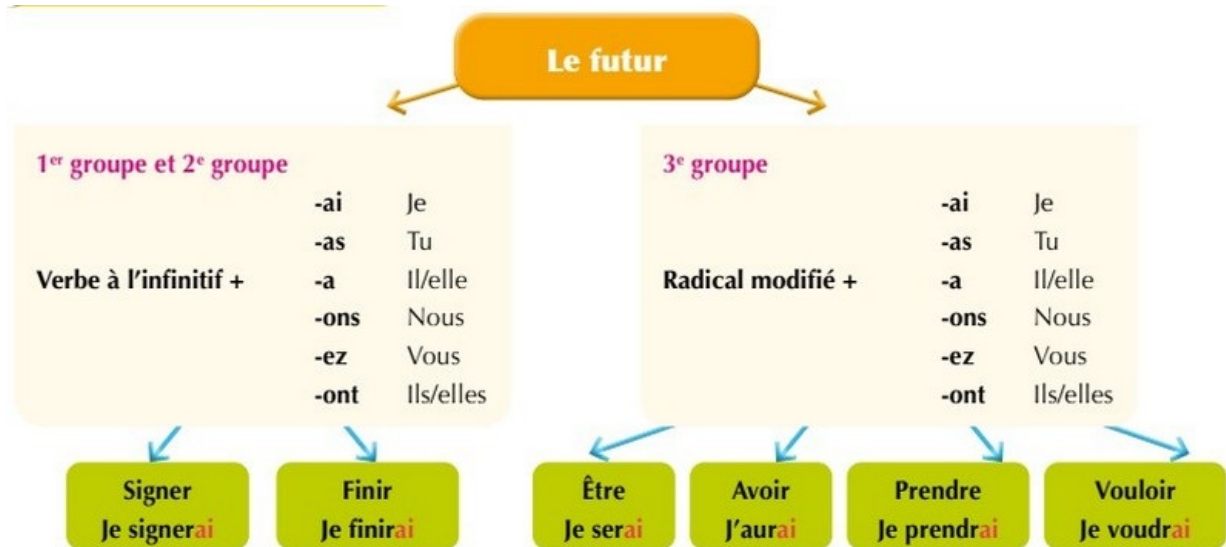 Le futur
1er groupe et 2e groupe
-ai Je
-as Tu
Verbe à l'infinitif + -a Il/elle
-ons Nous
-ez Vous
-ont Ils/elles
3e groupe
-ai Je
-as Tu
Radical modifié + -a Il/elle
-ons Nous
-ez Vous
-ont Ils/elles
Signer
Je signerai
Finir
Je finirai
Être
Je serai
Avoir
J'aurai
Prendre
Je prendrai
Vouloir
Je voudrai